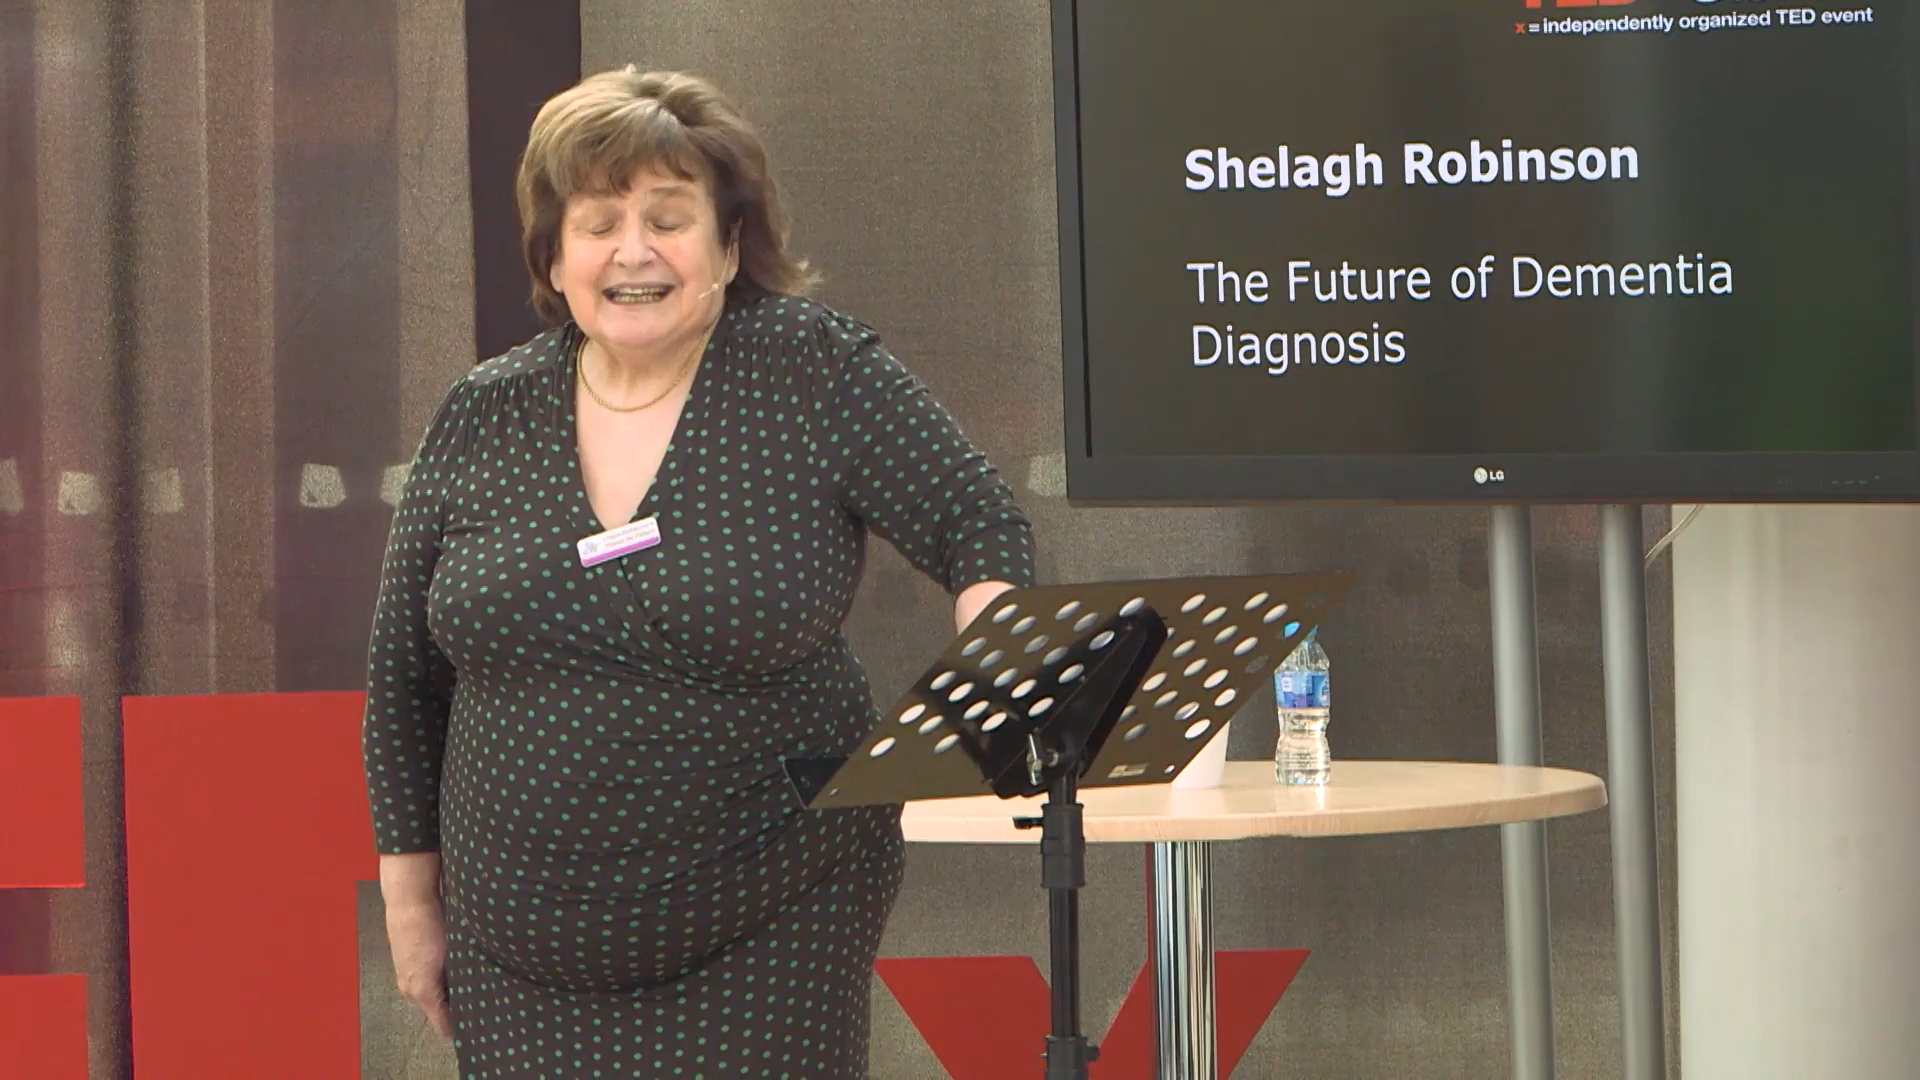 x=independently organized TED event
Shelagh Robinson
The Future of Dementia
Diagnosis
LG